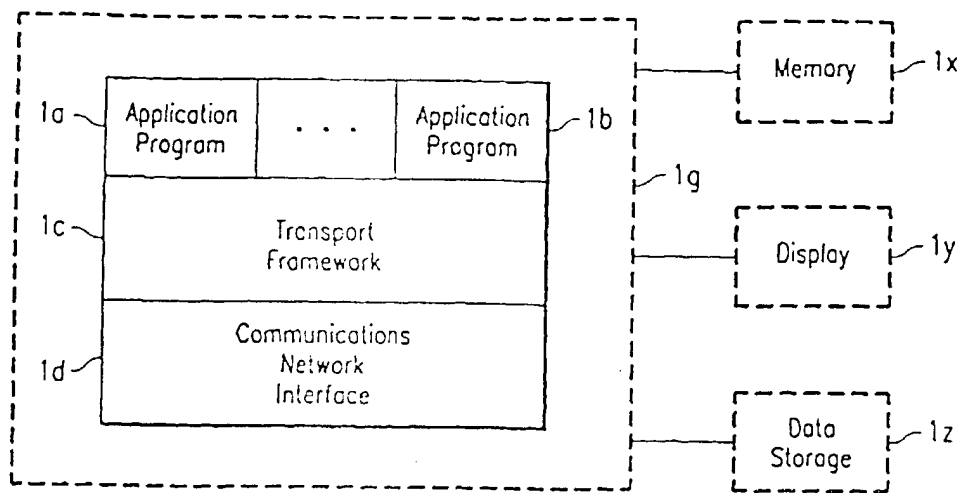 1a
Application
Program
. . .
Application
Program
1b
1c
Transport
Framework
1d
Communications
Network
Interface
1g
Memory
1x
Display
1y
Data
Storage
1z